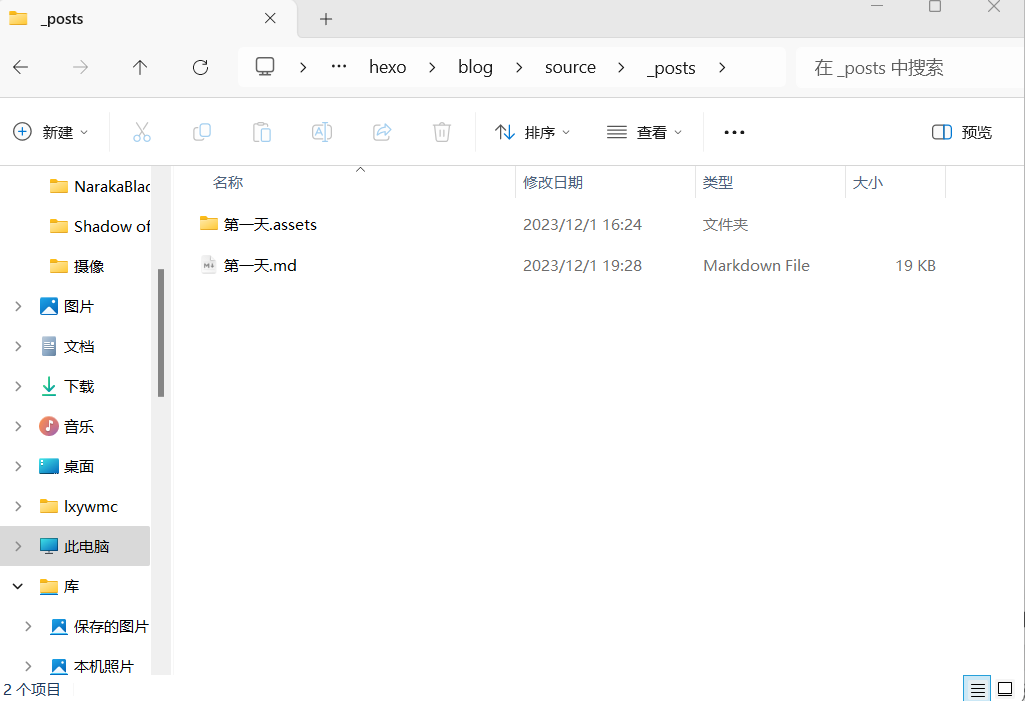 _posts
hexo blog source _posts
在 _posts 中搜索
新建 排序 查看 预览
名称 修改日期 类型 大小
第一天.assets 2023/12/1 16:24 文件夹
第一天.md 2023/12/1 19:28 Markdown File 19 KB
NarakaBlad
Shadow of
摄像
图片
文档
下载
音乐
桌面
lxywmc
此电脑
库
保存的图片
本机照片
2 个项目